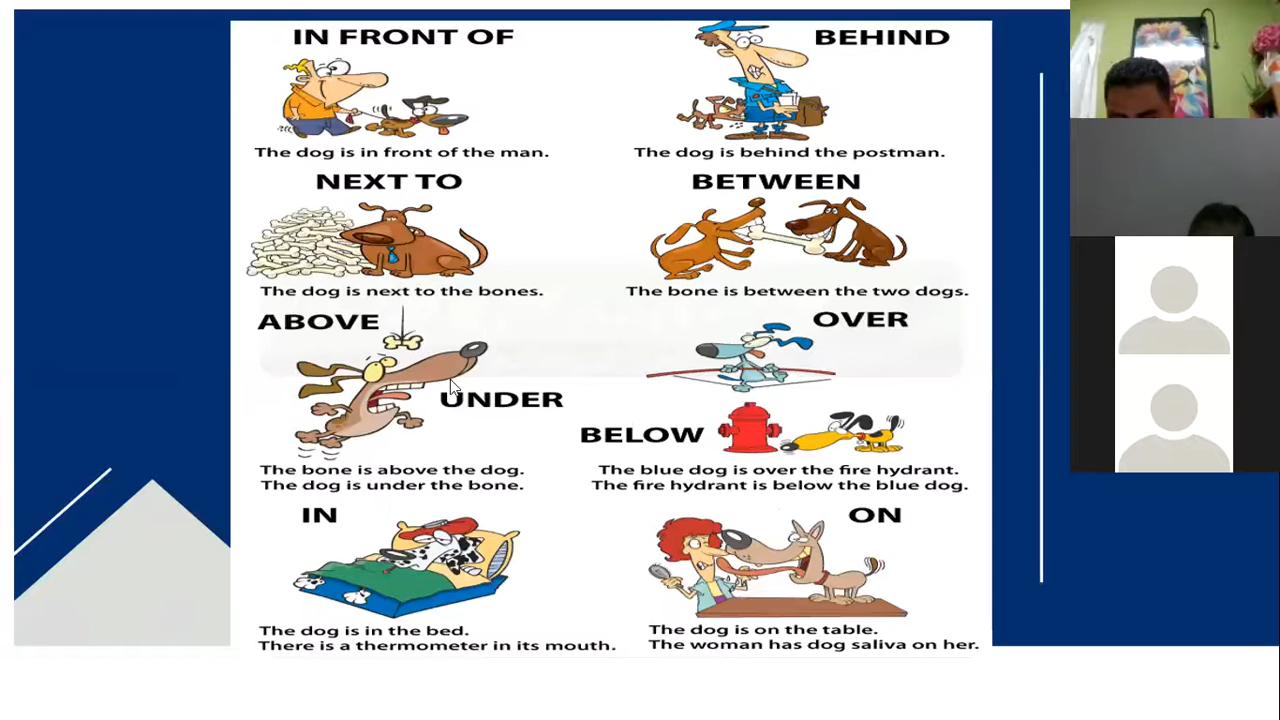 IN FRONT OF
The dog is in front of the man.
BEHIND
The dog is behind the postman.
NEXT TO
The dog is next to the bones.
BETWEEN
The bone is between the two dogs.
ABOVE
UNDER
The bone is above the dog.
The dog is under the bone.
OVER
BELOW
The blue dog is over the fire hydrant.
The fire hydrant is below the blue dog.
IN
The dog is in the bed.
There is a thermometer in its mouth.
ON
The dog is on the table.
The woman has dog saliva on her.